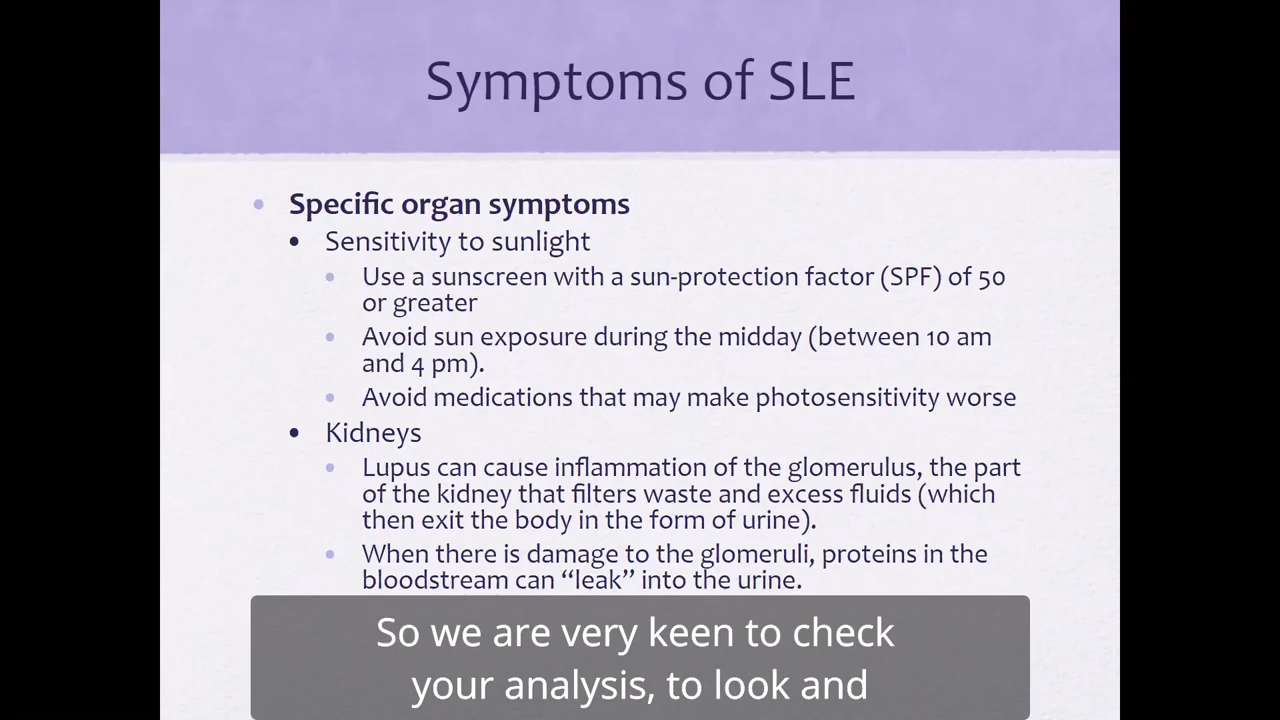 Symptoms of SLE
• Specific organ symptoms
• Sensitivity to sunlight
• Use a sunscreen with a sun-protection factor (SPF) of 50
or greater
• Avoid sun exposure during the midday (between 10 am
and 4 pm).
• Avoid medications that may make photosensitivity worse
• Kidneys
• Lupus can cause inflammation of the glomerulus, the part
of the kidney that filters waste and excess fluids (which
then exit the body in the form of urine).
• When there is damage to the glomeruli, proteins in the
bloodstream can “leak” into the urine.
So we are very keen to check
your analysis, to look and